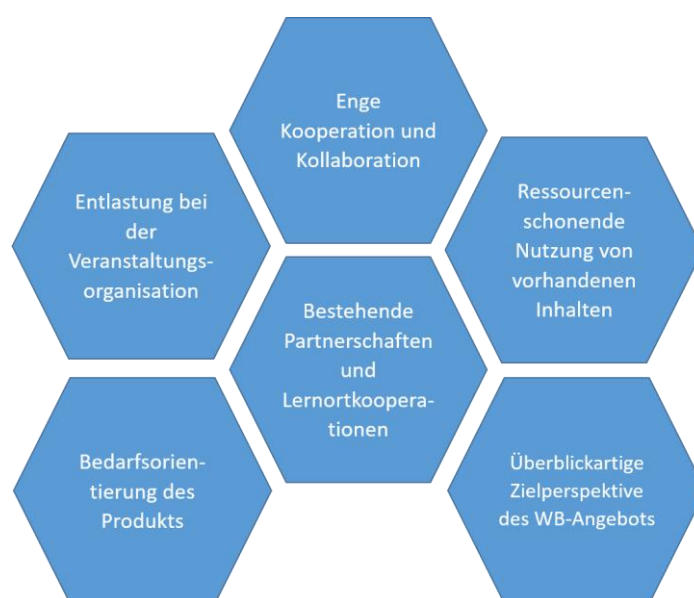 Enge
Kooperation und
Kollaboration
Entlastung bei
der
Veranstaltungs-
organisation
Ressourcen-
schonende
Nutzung von
vorhandenen
Inhalten
Bestehende
Partnerschaften
und
Lernortkoopera-
tionen
Bedarfsorien-
tierung des
Produkts
Überblickartige
Zielperspektive
des WB-Angebots